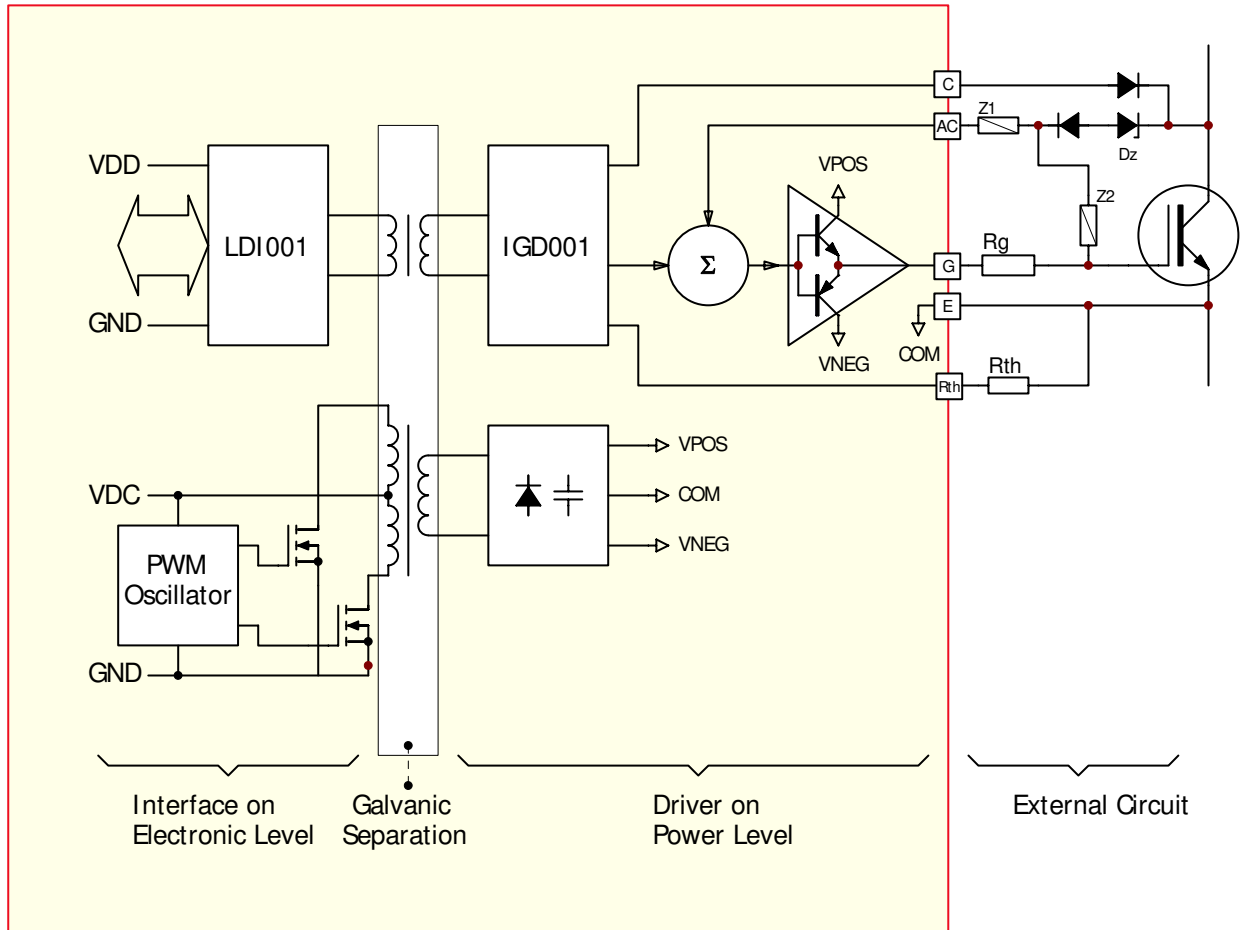 C
Z1
AC
Dz
VDD
VPOS
Z2
LDI001
IGD001
Σ
Rg
G
GND
E
VNEG
COM
Rth
Rth
VPOS
VDC
COM
VNEG
PWM
Oscillator
GND
Interface on
Electronic Level
Galvanic
Separation
Driver on
Power Level
External Circuit